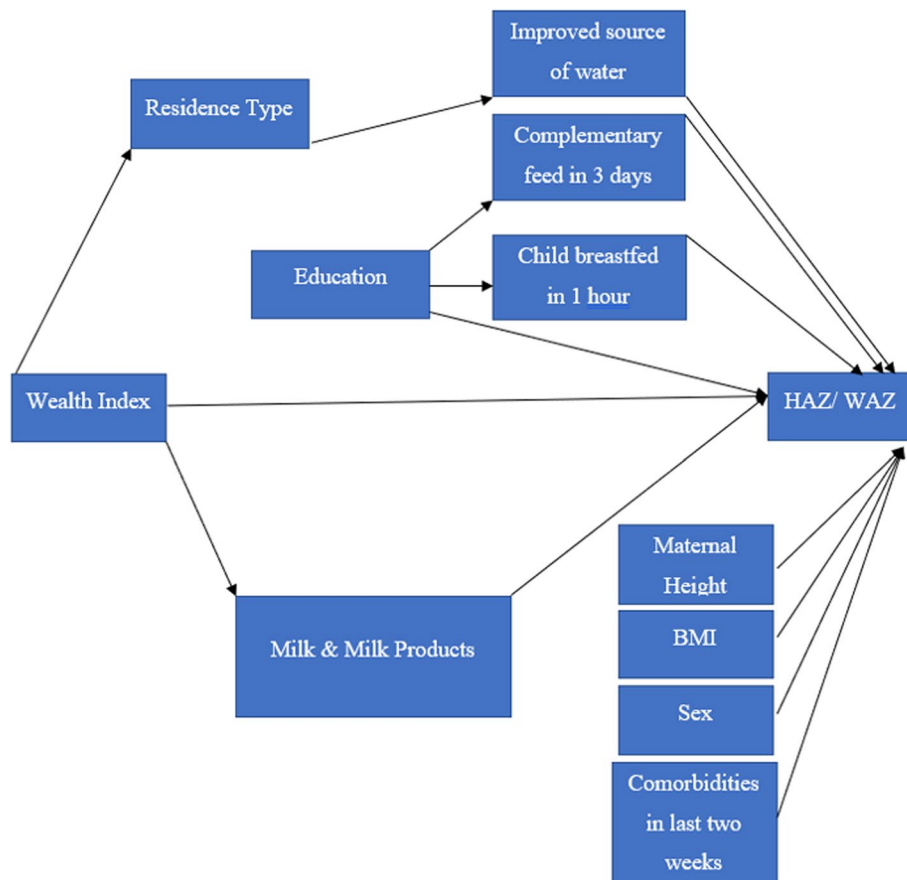 Improved source
of water
Residence Type
Complementary
feed in 3 days
Child breastfed
in 1 hour
Education
Wealth Index
HAZ/ WAZ
Maternal
Height
Milk & Milk Products
BMI
Sex
Comorbidities
in last two
weeks